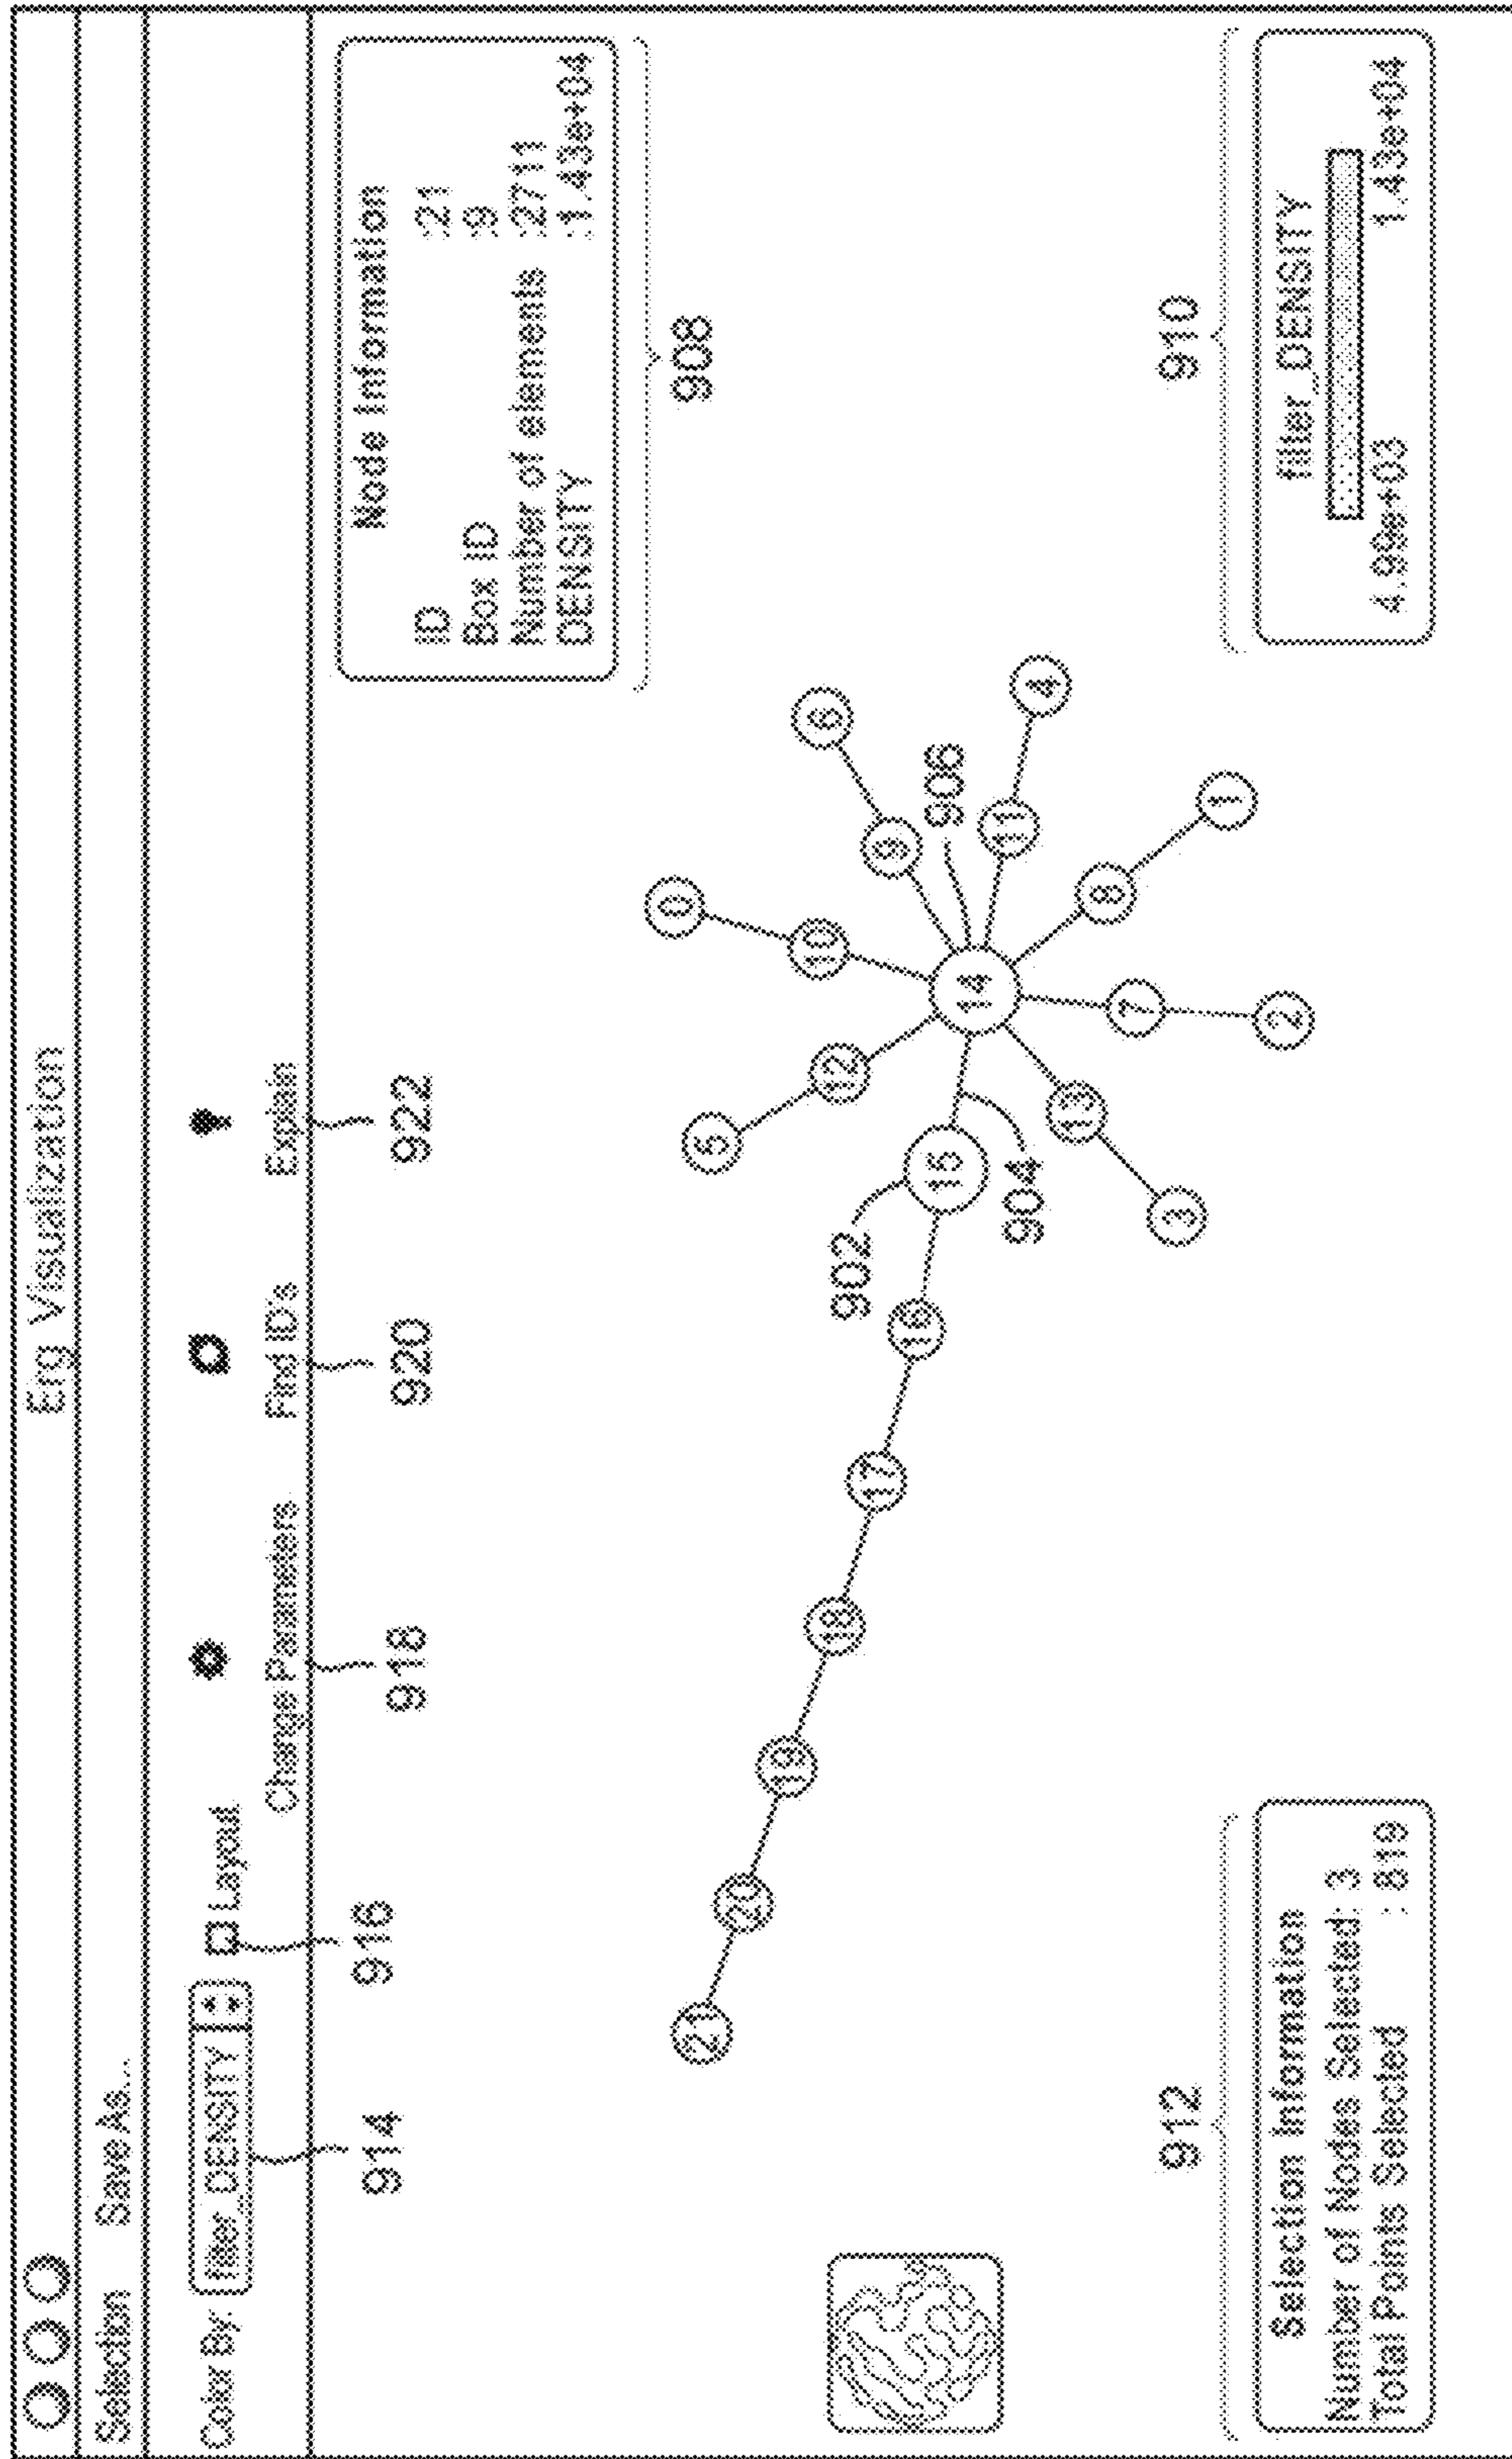 Erg Visualization
Selection SaveAs...
Color By: filter_DENSITY Layout
Change Parameters Find ID's Explain
914 916 918 920 922
Node Information
ID :21
Box ID :9
Number of elements :2711
DENSITY :1.43e+04
908
0
6
5
10
12
9
21
20
19
18
17
16
902
15
904
14
906
11
4
13
8
3
7
1
2
912
Selection Information
Number of Nodes Selected: 3
Total Points Selected : 819
910
filter_DENSITY
4.99e+03 1.43e+04